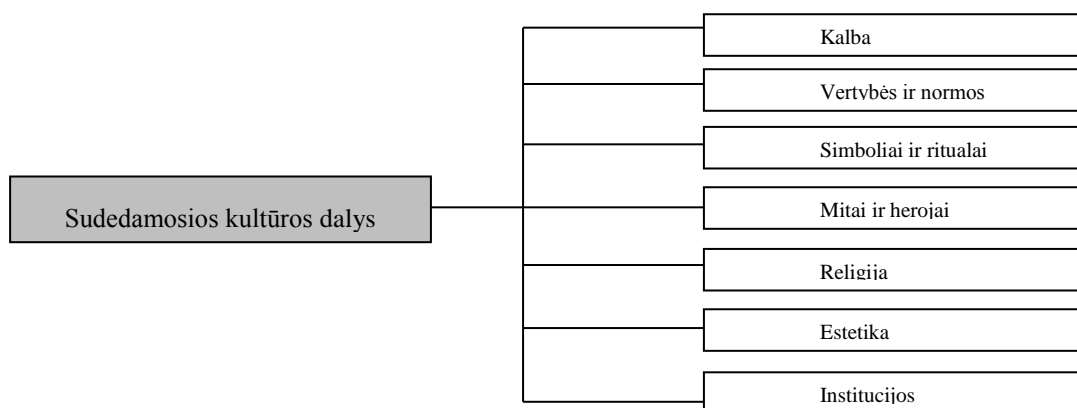 Kalba
Vertybės ir normos
Simboliai ir ritualai
Sudedamosios kultūros dalys
Mitai ir herojai
Religija
Estetika
Institucijos